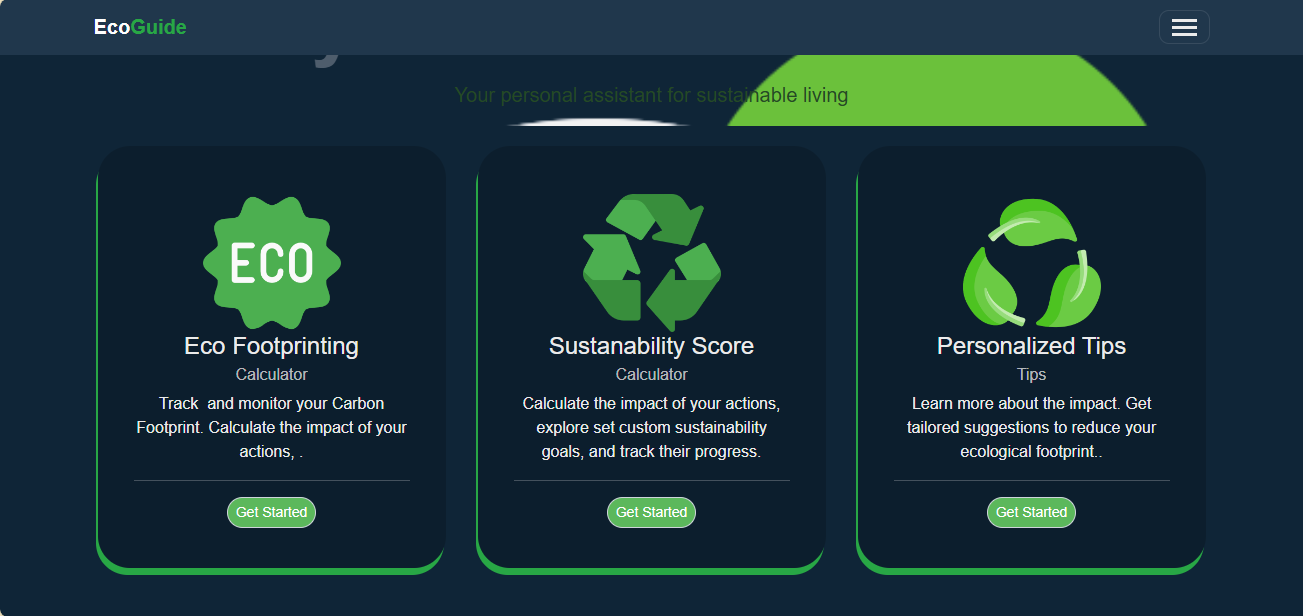 EcoGuide
Your personal assistant for sustainable living
ECO
Eco Footprinting
Calculator
Track  and monitor your Carbon
Footprint. Calculate the impact of your
actions, .
Get Started
Sustanability Score
Calculator
Calculate the impact of your actions,
explore set custom sustainability
goals, and track their progress.
Get Started
Personalized Tips
Tips
Learn more about the impact. Get
tailored suggestions to reduce your
ecological footprint..
Get Started